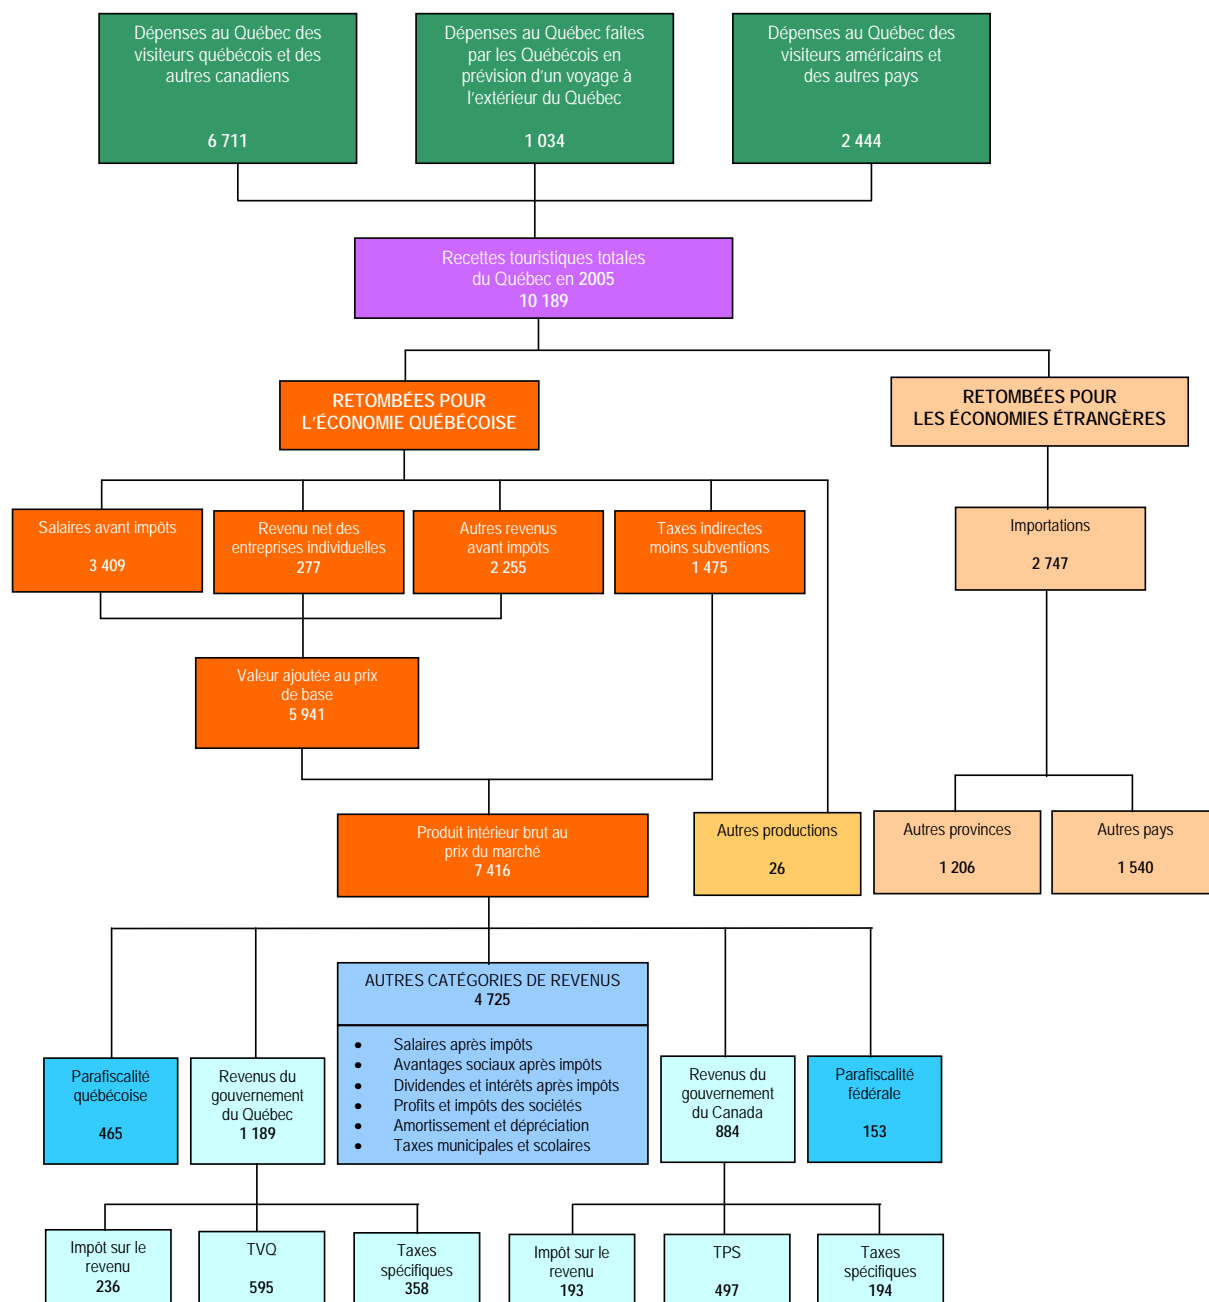 Dépenses au Québec des
visiteurs québécois et des
autres canadiens
6 711
Dépenses au Québec faites
par les Québécois en
prévision d'un voyage à
l'extérieur du Québec
1 034
Dépenses au Québec des
visiteurs américains et
des autres pays
2 444
Recettes touristiques totales
du Québec en 2005
10 189
RETOMBÉES POUR
L'ÉCONOMIE QUÉBÉCOISE
RETOMBÉES POUR
LES ÉCONOMIES ÉTRANGÈRES
Salaires avant impôts
3 409
Revenu net des
entreprises individuelles
277
Autres revenus
avant impôts
2 255
Taxes indirectes
moins subventions
1 475
Importations
2 747
Valeur ajoutée au prix
de base
5 941
Produit intérieur brut au
prix du marché
7 416
Autres productions
26
Autres provinces
1 206
Autres pays
1 540
AUTRES CATÉGORIES DE REVENUS
4 725
• Salaires après impôts
• Avantages sociaux après impôts
• Dividendes et intérêts après impôts
• Profits et impôts des sociétés
• Amortissement et dépréciation
• Taxes municipales et scolaires
Parafiscalité
québécoise
465
Revenus du
gouvernement
du Québec
1 189
Revenus du
gouvernement
du Canada
884
Parafiscalité
fédérale
153
Impôt sur le
revenu
236
TVQ
595
Taxes
spécifiques
358
Impôt sur le
revenu
193
TPS
497
Taxes
spécifiques
194